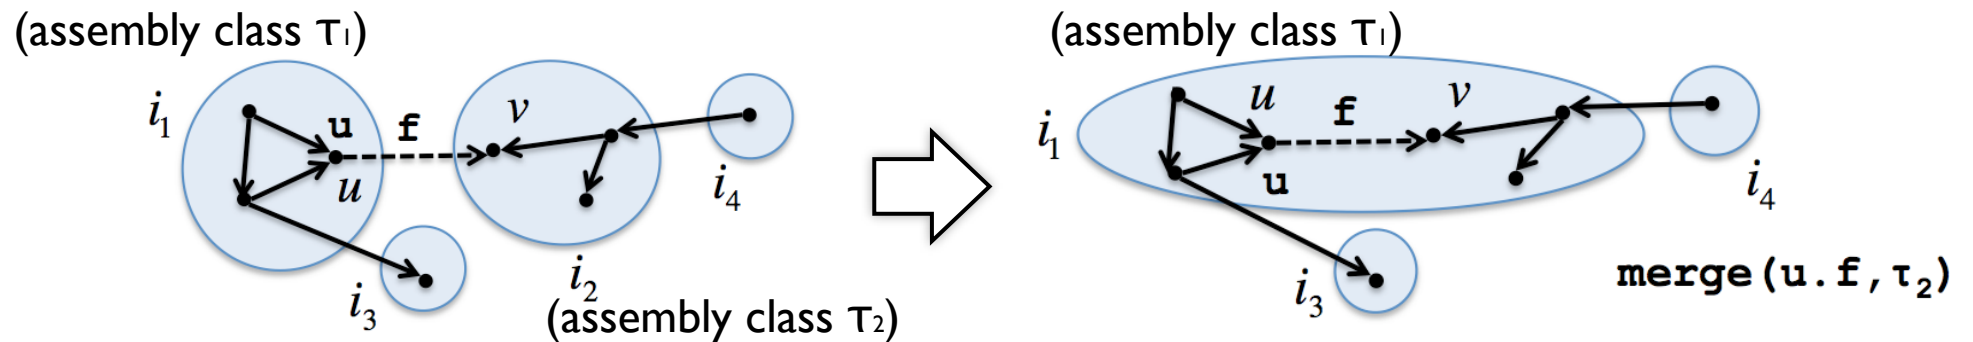 (assembly class τ₁)
i₁
u
f
v
u
i₄
i₃
i₂
(assembly class τ₂)
(assembly class τ₁)
i₁
u
f
v
u
i₄
i₃
merge(u.f,τ₂)